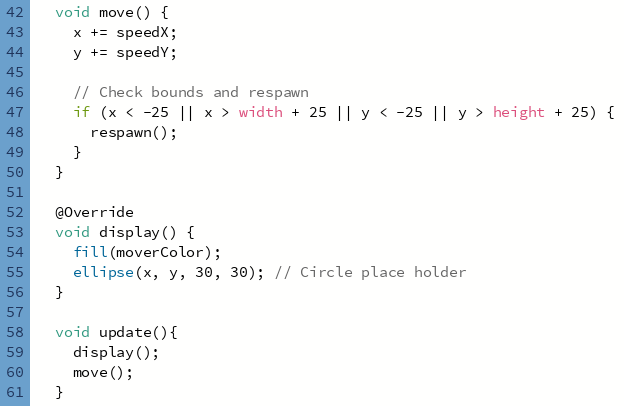 42 void move() {
43 x += speedX;
44 y += speedY;
45
46 // Check bounds and respawn
47 if (x < -25 || x > width + 25 || y < -25 || y > height + 25) {
48 respawn();
49 }
50 }
51
52 @Override
53 void display() {
54 fill(moverColor);
55 ellipse(x, y, 30, 30); // Circle place holder
56 }
57
58 void update(){
59 display();
60 move();
61 }